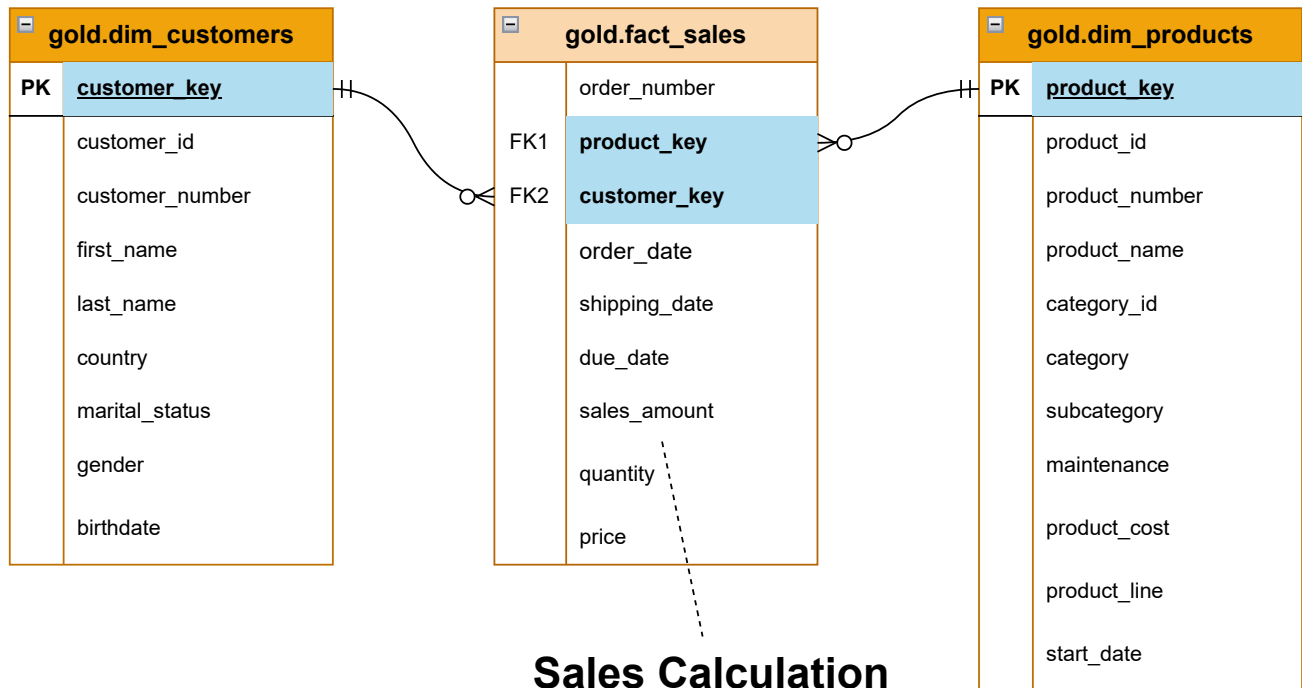 gold.dim_customers
PK customer_key
customer_id
customer_number
first_name
last_name
country
marital_status
gender
birthdate
gold.fact_sales
order_number
FK1 product_key
FK2 customer_key
order_date
shipping_date
due_date
sales_amount
quantity
price
Sales Calculation
gold.dim_products
PK product_key
product_id
product_number
product_name
category_id
category
subcategory
maintenance
product_cost
product_line
start_date